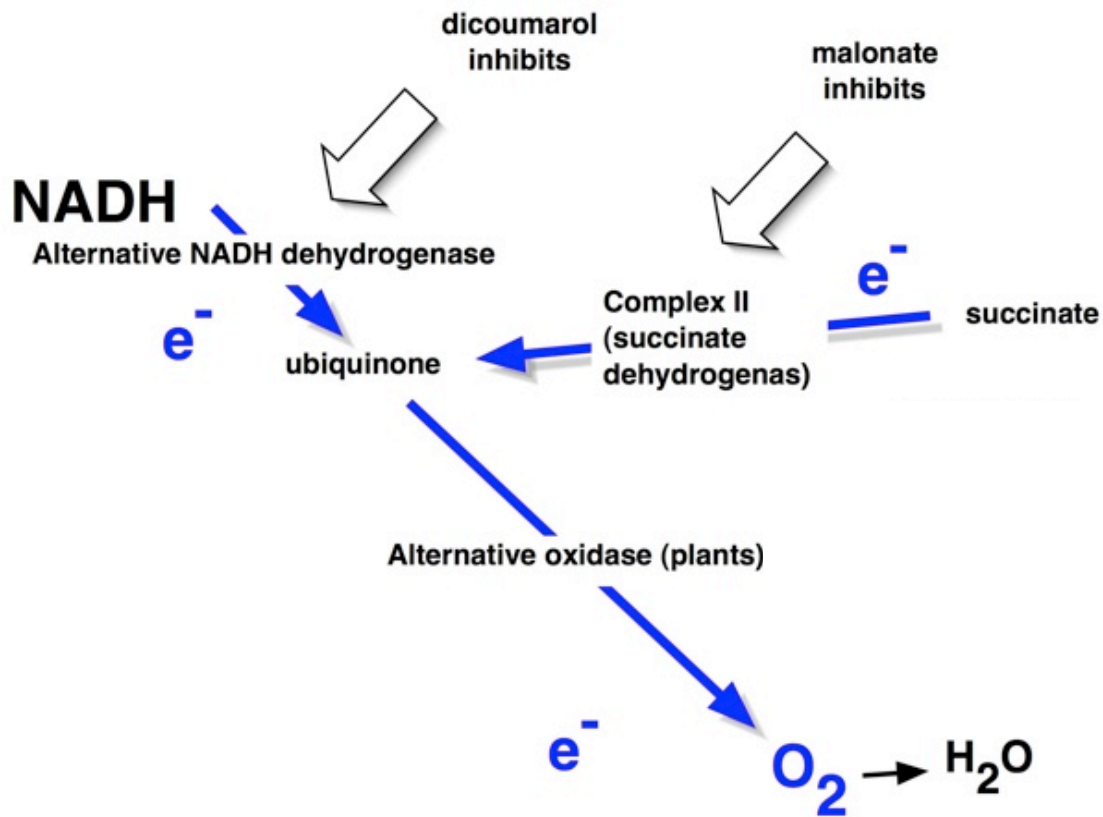 dicoumarol
inhibits
malonate
inhibits
NADH
Alternative NADH dehydrogenase
e-
e-
Complex II
(succinate
dehydrogenas)
succinate
ubiquinone
Alternative oxidase (plants)
e-
O2
H2O